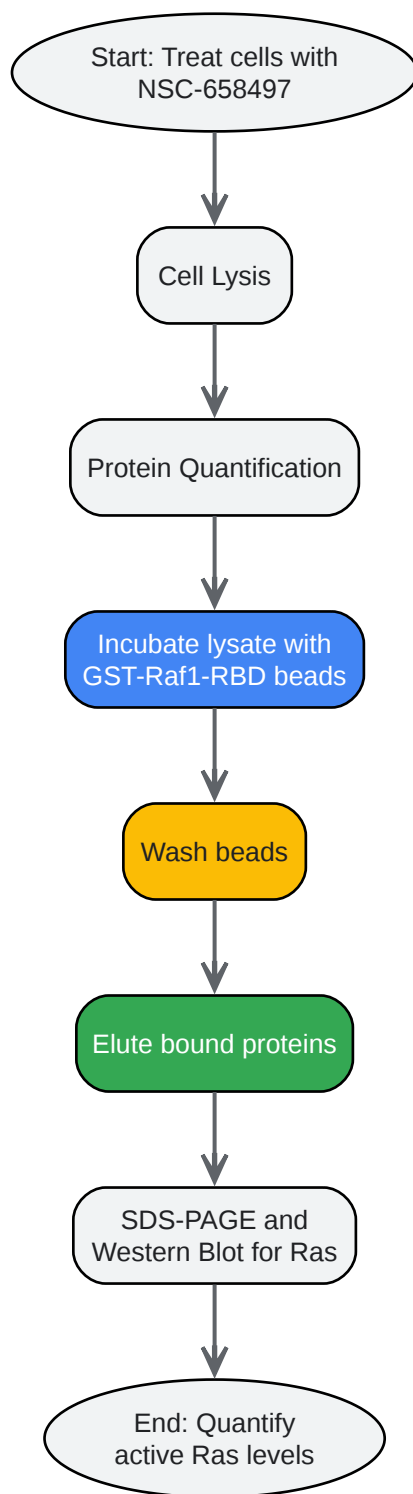 Start: Treat cells with
NSC-658497
Cell Lysis
Protein Quantification
Incubate lysate with
GST-Raf1-RBD beads
Wash beads
Elute bound proteins
SDS-PAGE and
Western Blot for Ras
End: Quantify
active Ras levels